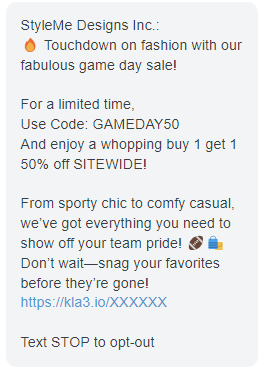 StyleMe Designs Inc.:
🔥 Touchdown on fashion with our
fabulous game day sale!
For a limited time,
Use Code: GAMEDAY50
And enjoy a whopping buy 1 get 1
50% off SITEWIDE!
From sporty chic to comfy casual,
we've got everything you need to
show off your team pride! 🏈🛍️
Don't wait—snag your favorites
before they're gone!
https://kla3.io/XXXXXX
Text STOP to opt-out